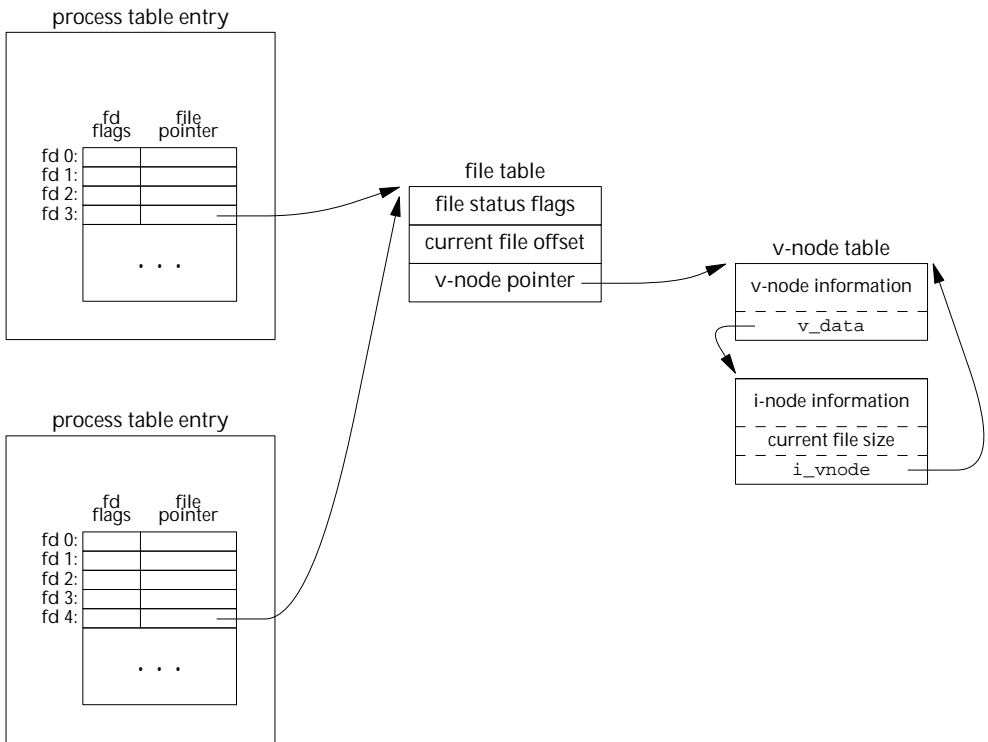 process table entry
fd flags
file pointer
fd 0:
fd 1:
fd 2:
fd 3:
. . .
file table
file status flags
current file offset
v-node pointer
v-node table
v-node information
v_data
i-node information
current file size
i_vnode
process table entry
fd flags
file pointer
fd 0:
fd 1:
fd 2:
fd 3:
fd 4:
. . .